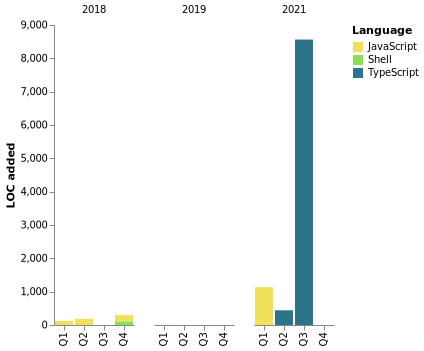 2018 2019 2021
Language
JavaScript
Shell
TypeScript
LOC added
9,000
8,000
7,000
6,000
5,000
4,000
3,000
2,000
1,000
0
Q1 Q2 Q3 Q4 Q1 Q2 Q3 Q4 Q1 Q2 Q3 Q4